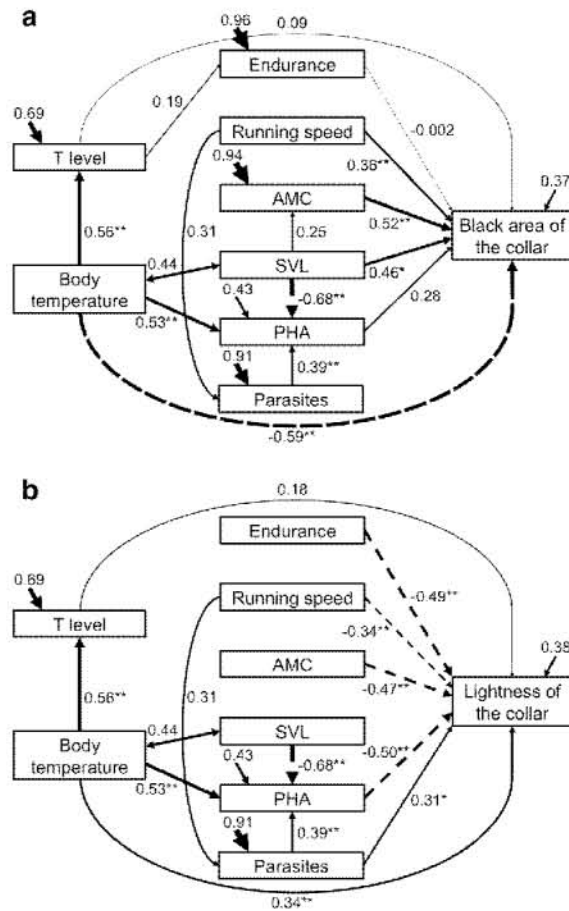 a
0.96
0.09
Endurance
0.69
0.19
-0.002
T level
Running speed
0.36**
0.94
AMC
0.37
0.52**
Black area of
the collar
0.56**
0.31
0.25
0.44
SVL
0.46*
Body
temperature
0.43
-0.68**
0.53**
PHA
0.28
0.91
0.39**
Parasites
-0.59**
b
0.18
Endurance
0.69
-0.49**
T level
Running speed
-0.34**
0.38
AMC
-0.47**
Lightness of
the collar
0.56**
0.31
0.44
SVL
Body
temperature
0.43
-0.68**
-0.50**
0.53**
PHA
0.91
0.39**
0.31*
Parasites
0.34**